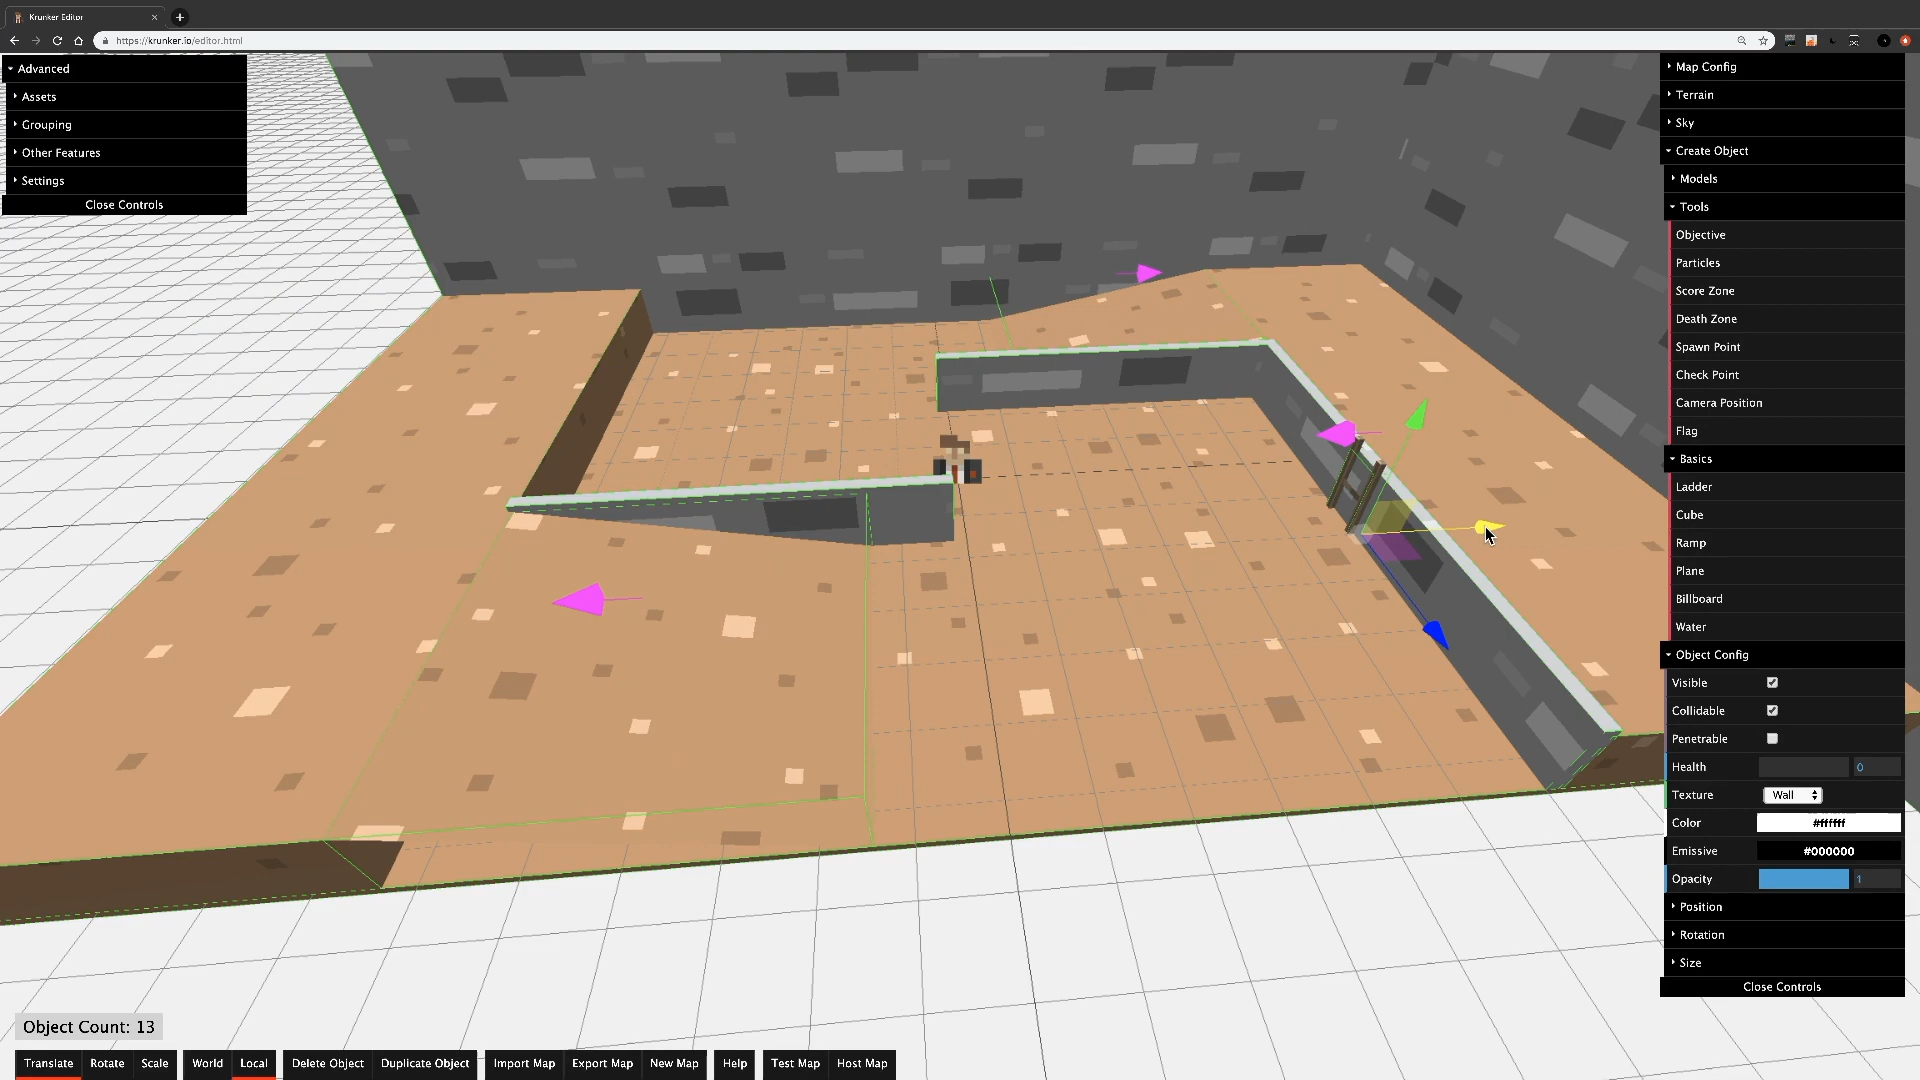 Krunker Editor
https://krunker.io/editor.html
Advanced
Assets
Grouping
Other Features
Settings
Close Controls
Map Config
Terrain
Sky
Create Object
Models
Tools
Objective
Particles
Score Zone
Death Zone
Spawn Point
Check Point
Camera Position
Flag
Basics
Ladder
Cube
Ramp
Plane
Billboard
Water
Object Config
Visible
Collidable
Penetrable
Health 0
Texture Wall
Color #ffffff
Emissive #000000
Opacity 1
Position
Rotation
Size
Close Controls
Object Count: 13
Translate Rotate Scale World Local Delete Object Duplicate Object Import Map Export Map New Map Help Test Map Host Map